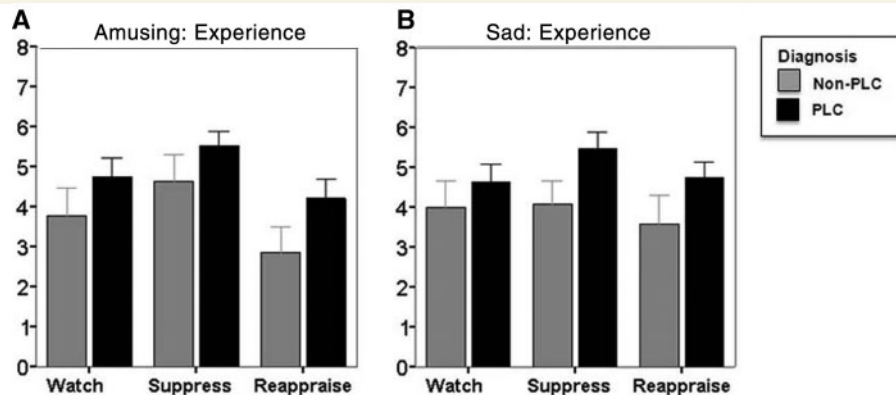 A
Amusing: Experience
8
7
6
5
4
3
2
1
0
Watch Suppress Reappraise
B
Sad: Experience
8
7
6
5
4
3
2
1
0
Watch Suppress Reappraise
Diagnosis
Non-PLC
PLC